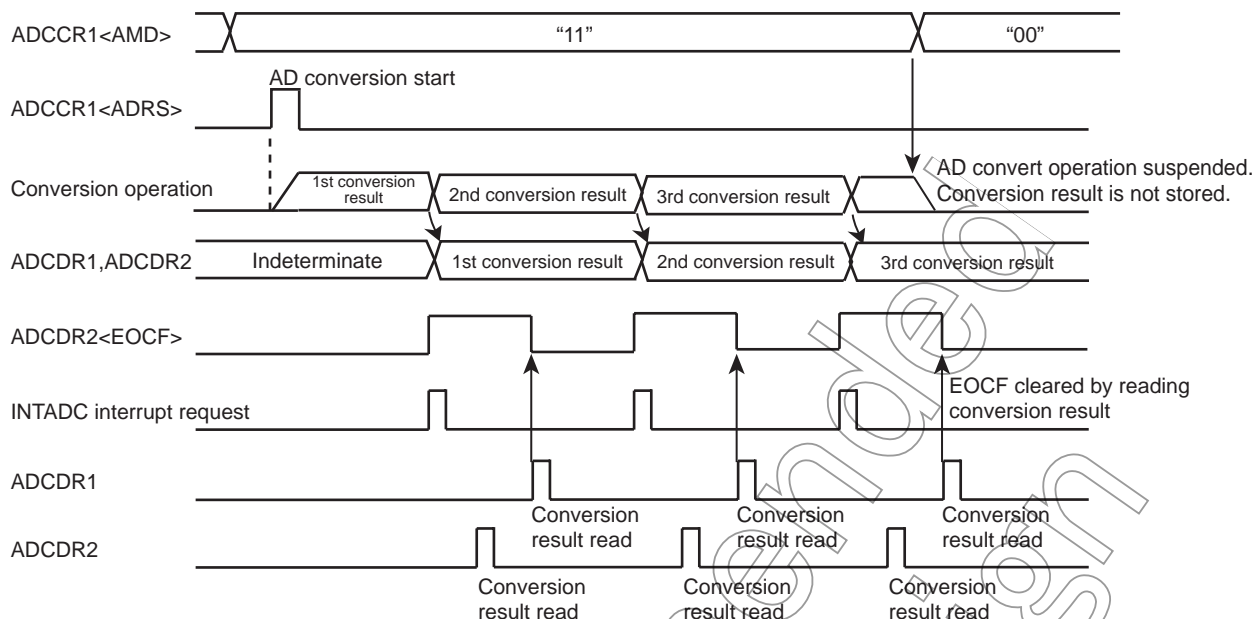 ADCCR1<AMD>
“11”
“00”
AD conversion start
ADCCR1<ADRS>
AD convert operation suspended.
Conversion result is not stored.
Conversion operation
1st conversion
result
2nd conversion result
3rd conversion result
ADCDR1,ADCDR2
Indeterminate
1st conversion result
2nd conversion result
3rd conversion result
ADCDR2<EOCF>
EOCF cleared by reading
conversion result
INTADC interrupt request
ADCDR1
Conversion
result read
Conversion
result read
Conversion
result read
ADCDR2
Conversion
result read
Conversion
result read
Conversion
result read